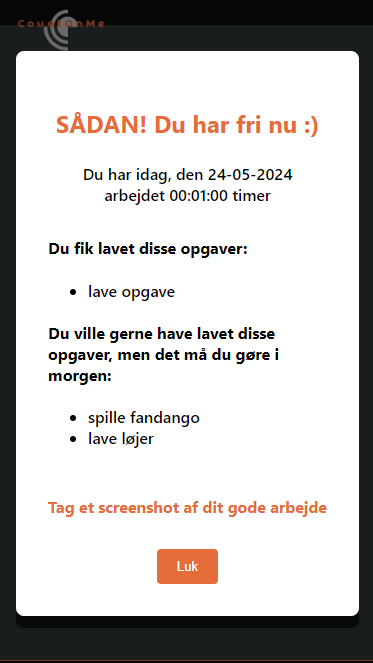 CountOnMe
SÅDAN! Du har fri nu :)
Du har idag, den 24-05-2024
arbejdet 00:01:00 timer
Du fik lavet disse opgaver:
lave opgave
Du ville gerne have lavet disse
opgaver, men det må du gøre i
morgen:
spille fandango
lave løjer
Tag et screenshot af dit gode arbejde
Luk